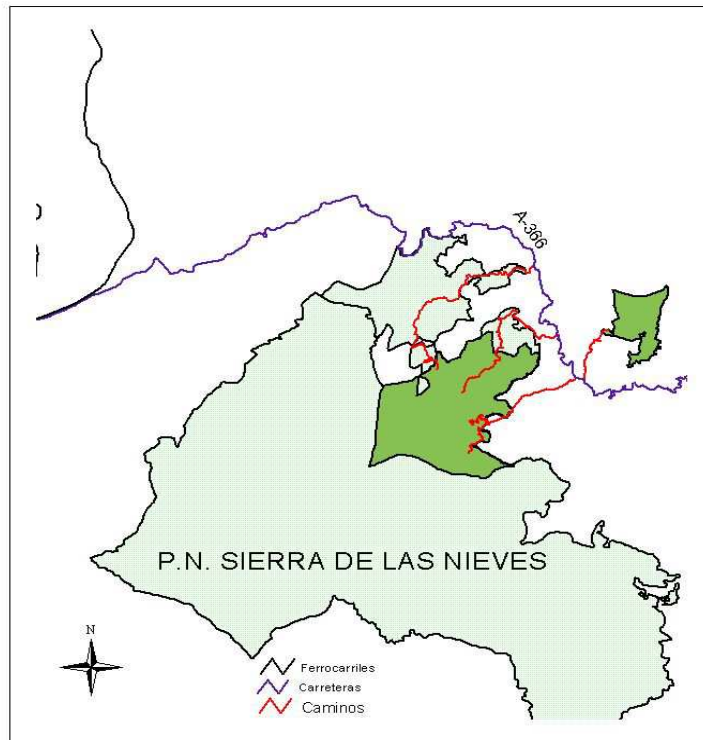 A-366
P.N. SIERRA DE LAS NIEVES
N
Ferrocarriles
Carreteras
Caminos